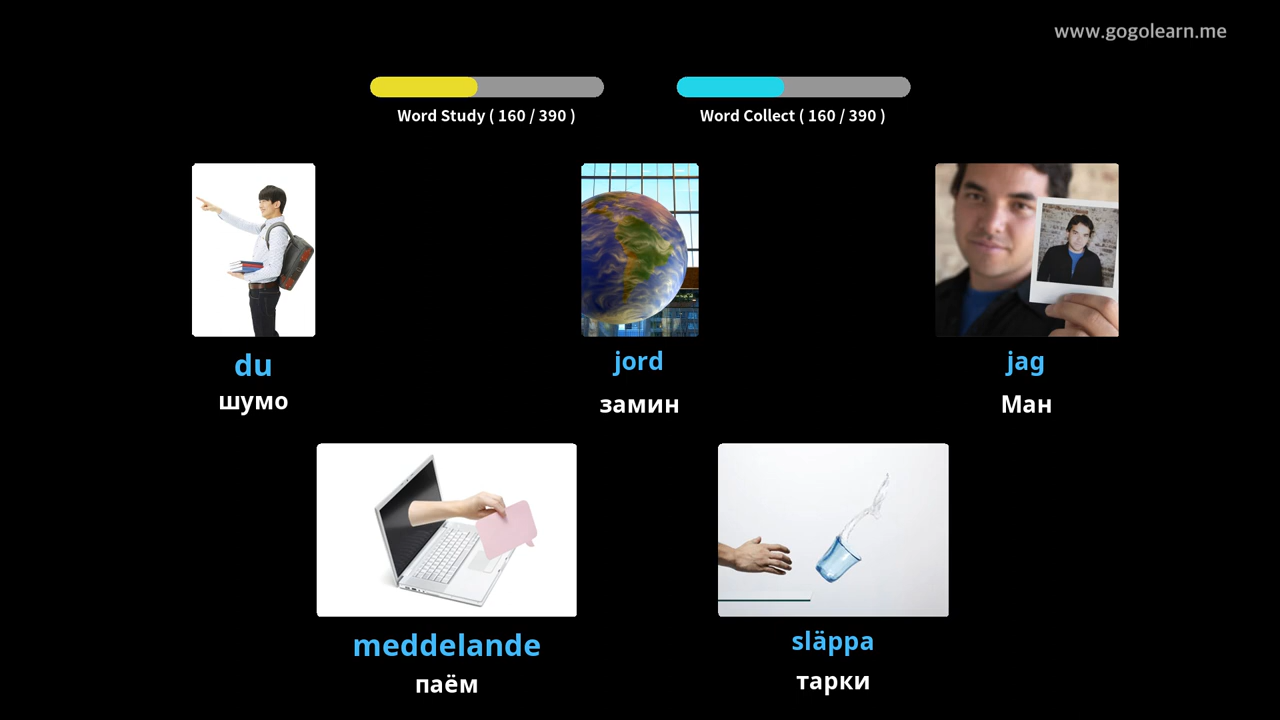 www.gogolearn.me
Word Study ( 160 / 390 )
Word Collect ( 160 / 390 )
du
шумо
jord
замин
jag
Ман
meddelande
паём
släppa
тарки